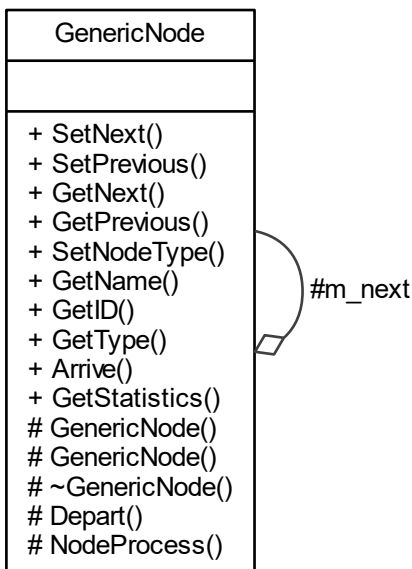 GenericNode
+ SetNext()
+ SetPrevious()
+ GetNext()
+ GetPrevious()
+ SetNodeType()
+ GetName()
+ GetID()
+ GetType()
+ Arrive()
+ GetStatistics()
# GenericNode()
# GenericNode()
# ~GenericNode()
# Depart()
# NodeProcess()
#m_next